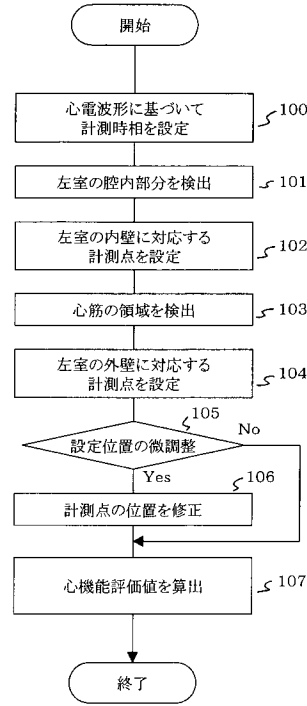 開始
心電波形に基づいて
計測時相を設定
100
左室の腔内部分を検出
101
左室の内壁に対応する
計測点を設定
102
心筋の領域を検出
103
左室の外壁に対応する
計測点を設定
104
105
設定位置の微調整
No
Yes
106
計測点の位置を修正
心機能評価値を算出
107
終了